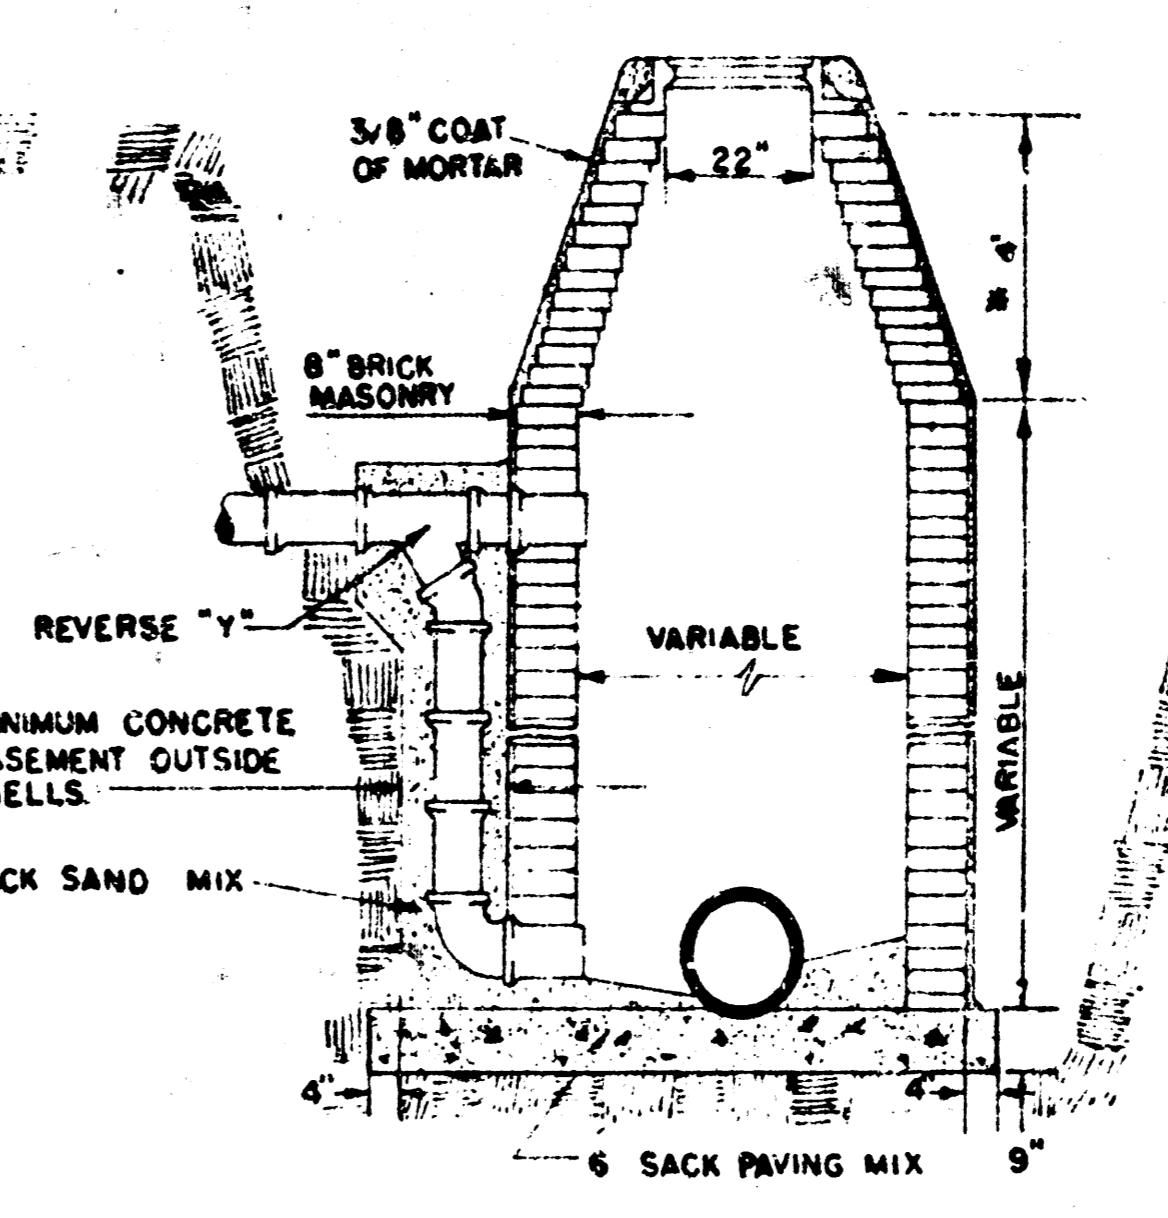 3/8" COAT
OF MORTAR
22"
* 4'
8" BRICK
MASONRY
REVERSE "Y"
VARIABLE
VARIABLE
NIMUM CONCRETE
ASEMENT OUTSIDE
ELLS.
CK SAND MIX
4"
4"
6 SACK PAVING MIX
9"